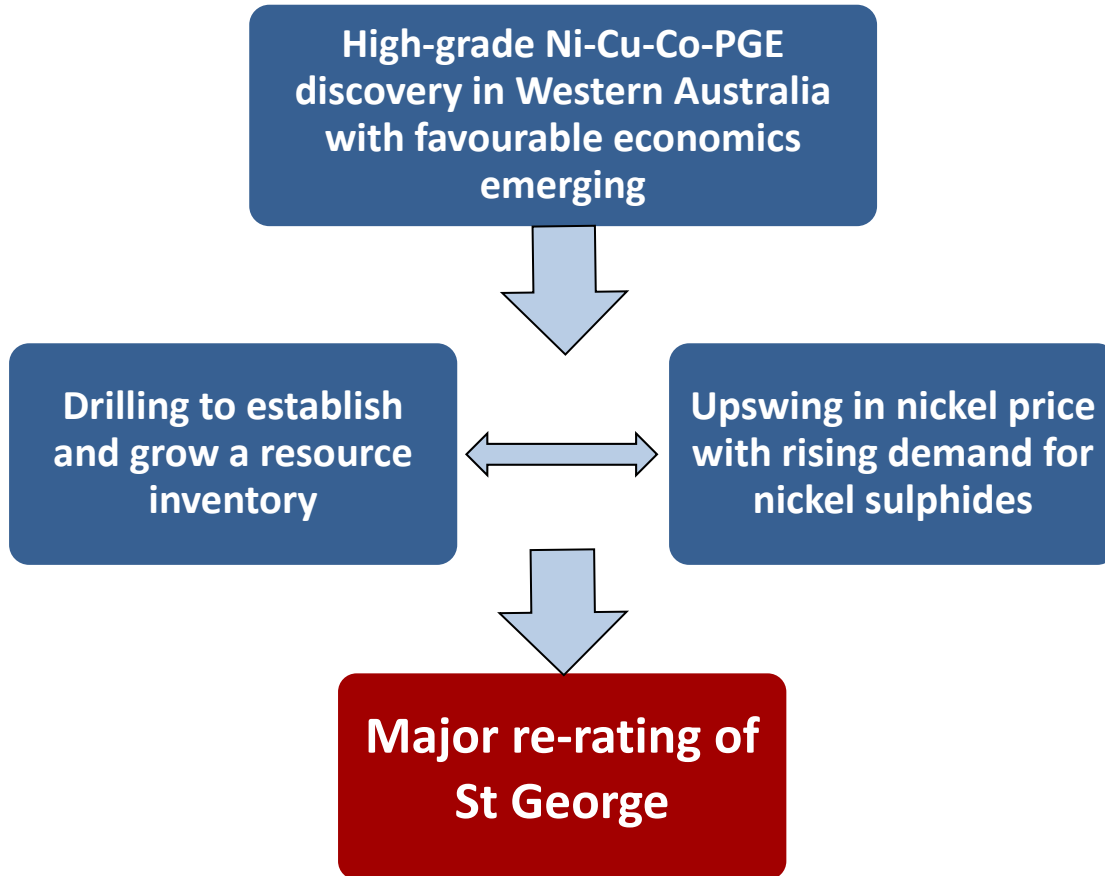 High-grade Ni-Cu-Co-PGE
discovery in Western Australia
with favourable economics
emerging
Drilling to establish
and grow a resource
inventory
Upswing in nickel price
with rising demand for
nickel sulphides
Major re-rating of
St George